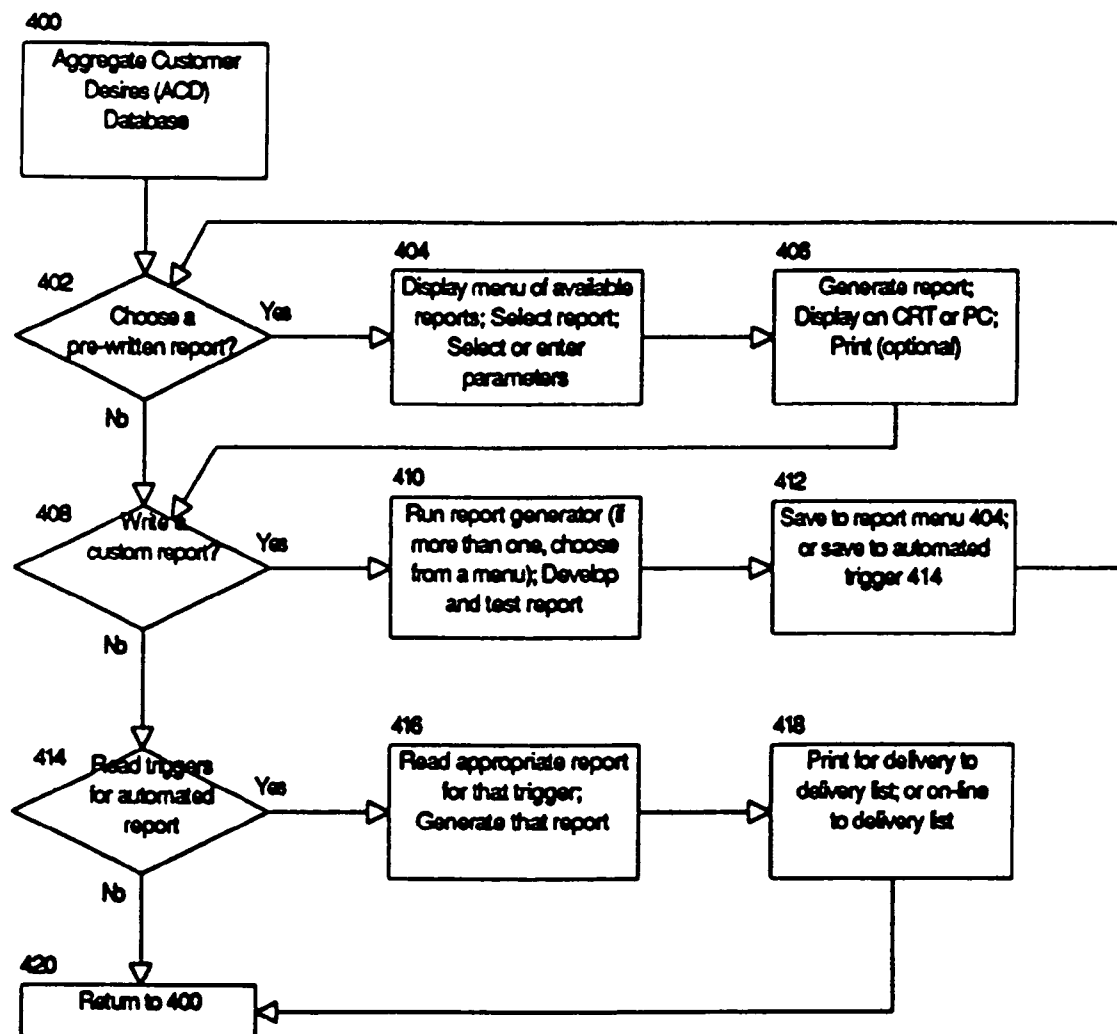 400
Aggregate Customer
Desires (ACD)
Database
402
Choose a
pre-written report?
Yes
No
404
Display menu of available
reports; Select report;
Select or enter
parameters
406
Generate report;
Display on CRT or PC;
Print (optional)
408
Write a
custom report?
Yes
No
410
Run report generator (if
more than one, choose
from a menu); Develop
and test report
412
Save to report menu 404;
or save to automated
trigger 414
414
Read triggers
for automated
report
Yes
No
416
Read appropriate report
for that trigger;
Generate that report
418
Print for delivery to
delivery list; or on-line
to delivery list
420
Return to 400